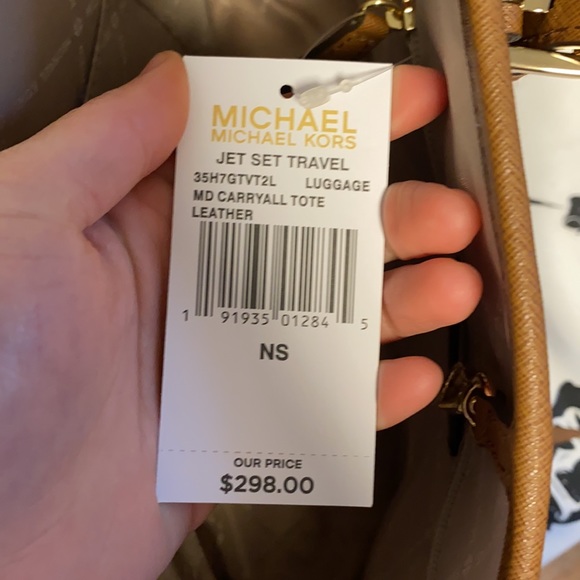 MICHAEL
MICHAEL KORS
JET SET TRAVEL
35H7GTVT2L LUGGAGE
MD CARRYALL TOTE
LEATHER
1 91935 01284 5
NS
OUR PRICE
$298.00